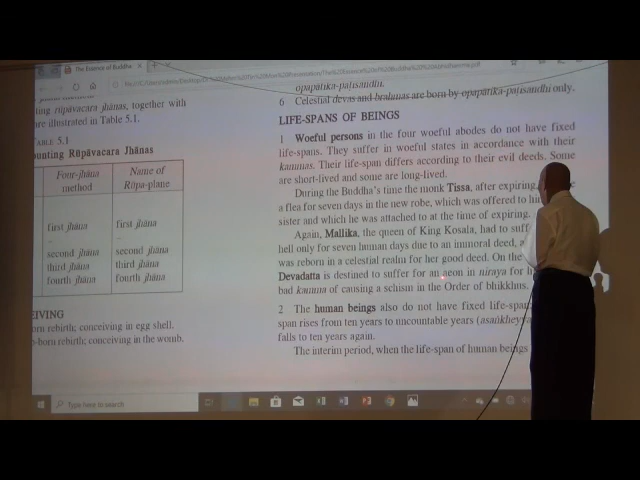 The Essence of Buddha
ting rūpāvacara jhānas, together with
are illustrated in Table 5.1.
TABLE 5.1
ounting Rūpāvacara Jhānas
Four-jhāna method
Name of Rūpa-plane
first jhāna
first jhāna
-
-
second jhāna
second jhāna
third jhāna
third jhāna
fourth jhāna
fourth jhāna
EIVING
orn rebirth; conceiving in egg shell.
-born rebirth; conceiving in the womb.
opapātika-paṭisandhi.
6 Celestial devas and brahmas are born by opapātika-paṭisandhi only.
LIFE-SPANS OF BEINGS
1 Woeful persons in the four woeful abodes do not have fixed
life-spans. They suffer in woeful states in accordance with their
kammas. Their life-span differs according to their evil deeds. Some
are short-lived and some are long-lived.
During the Buddha's time the monk Tissa, after expiring,
a flea for seven days in the new robe, which was offered to hi
sister and which he was attached to at the time of expiring.
Again, Mallika, the queen of King Kosala, had to suff
hell only for seven human days due to an immoral deed, a
was reborn in a celestial realm for her good deed. On the
Devadatta is destined to suffer for an aeon in niraya for h
bad kamma of causing a schism in the Order of bhikkhus.
2 The human beings also do not have fixed life-span
span rises from ten years to uncountable years (asaṅkheyy
falls to ten years again.
The interim period, when the life-span of human beings
Type here to search